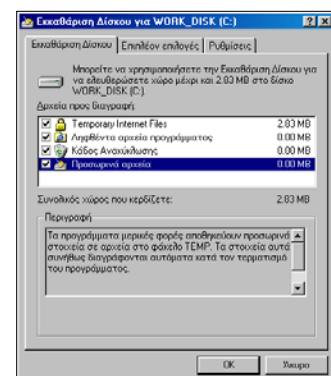 Εκκαθάριση Δίσκου για WORK_DISK (C:)
Εκκαθάριση Δίσκου Επιπλέον επιλογές Ρυθμίσεις
Μπορείτε να χρησιμοποιήσετε την Εκκαθάριση Δίσκου για
να ελευθερώσετε χώρο μέχρι και 2.83 MB στο δίσκο
WORK_DISK (C:).
Αρχεία προς διαγραφή:
Temporary Internet Files 2.83 MB
Ληφθέντα αρχεία προγράμματος 0.00 MB
Κάδος Ανακύκλωσης 0.00 MB
Προσωρινά αρχεία 0.00 MB
Συνολικός χώρος που κερδίζετε: 2.83 MB
Περιγραφή
Τα προγράμματα μερικές φορές αποθηκεύουν προσωρινά
στοιχεία σε αρχεία στο φάκελο TEMP. Τα στοιχεία αυτά
συνήθως διαγράφονται αυτόματα κατά τον τερματισμό
του προγράμματος.
OK Άκυρο